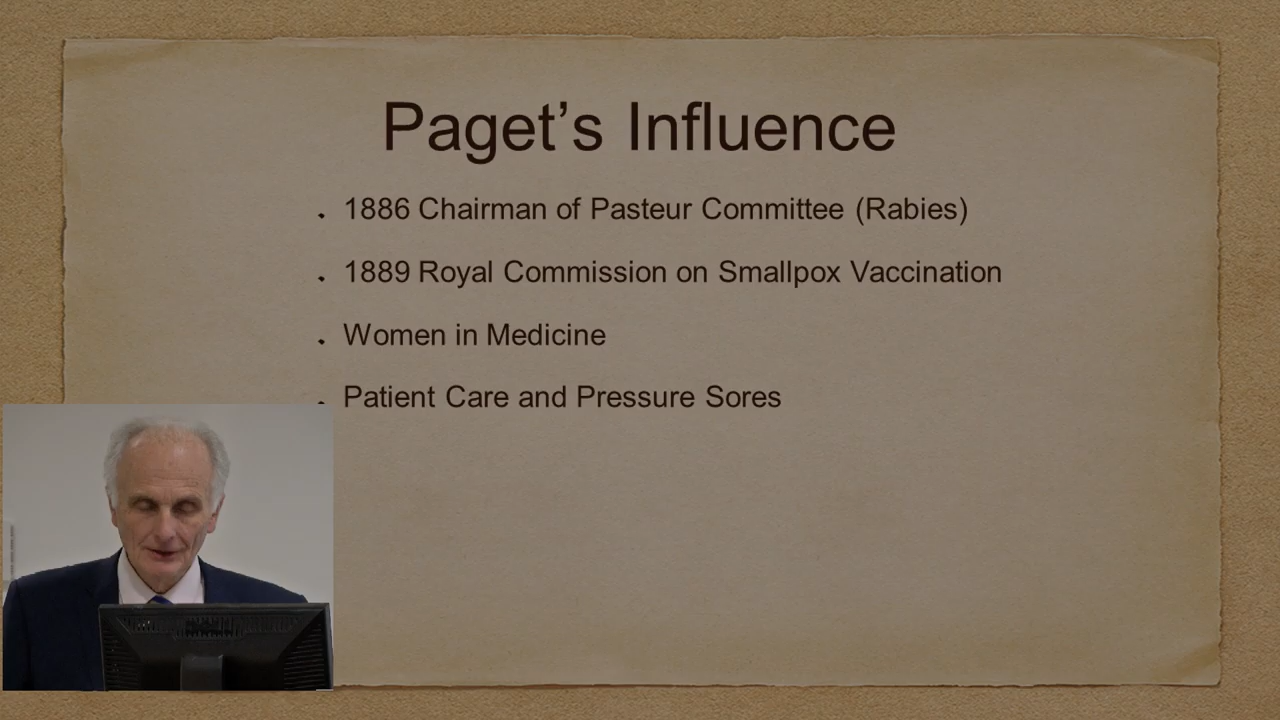 Paget’s Influence
1886 Chairman of Pasteur Committee (Rabies)
1889 Royal Commission on Smallpox Vaccination
Women in Medicine
Patient Care and Pressure Sores